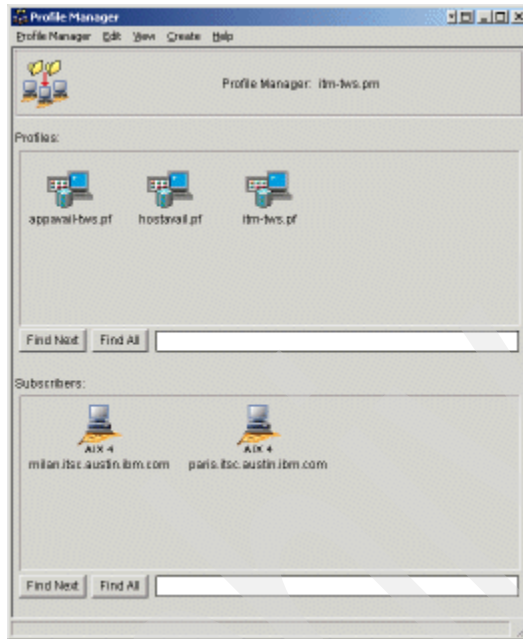 Profile Manager
Profile Manager Edit View Create Help
Profile Manager: itm-tws.pm
Profiles:
appavail-tws.pf hostavail.pf itm-tws.pf
Find Next Find All
Subscribers:
AIX 4 AIX 4
milan.itsc.austin.ibm.com paris.itsc.austin.ibm.com
Find Next Find All